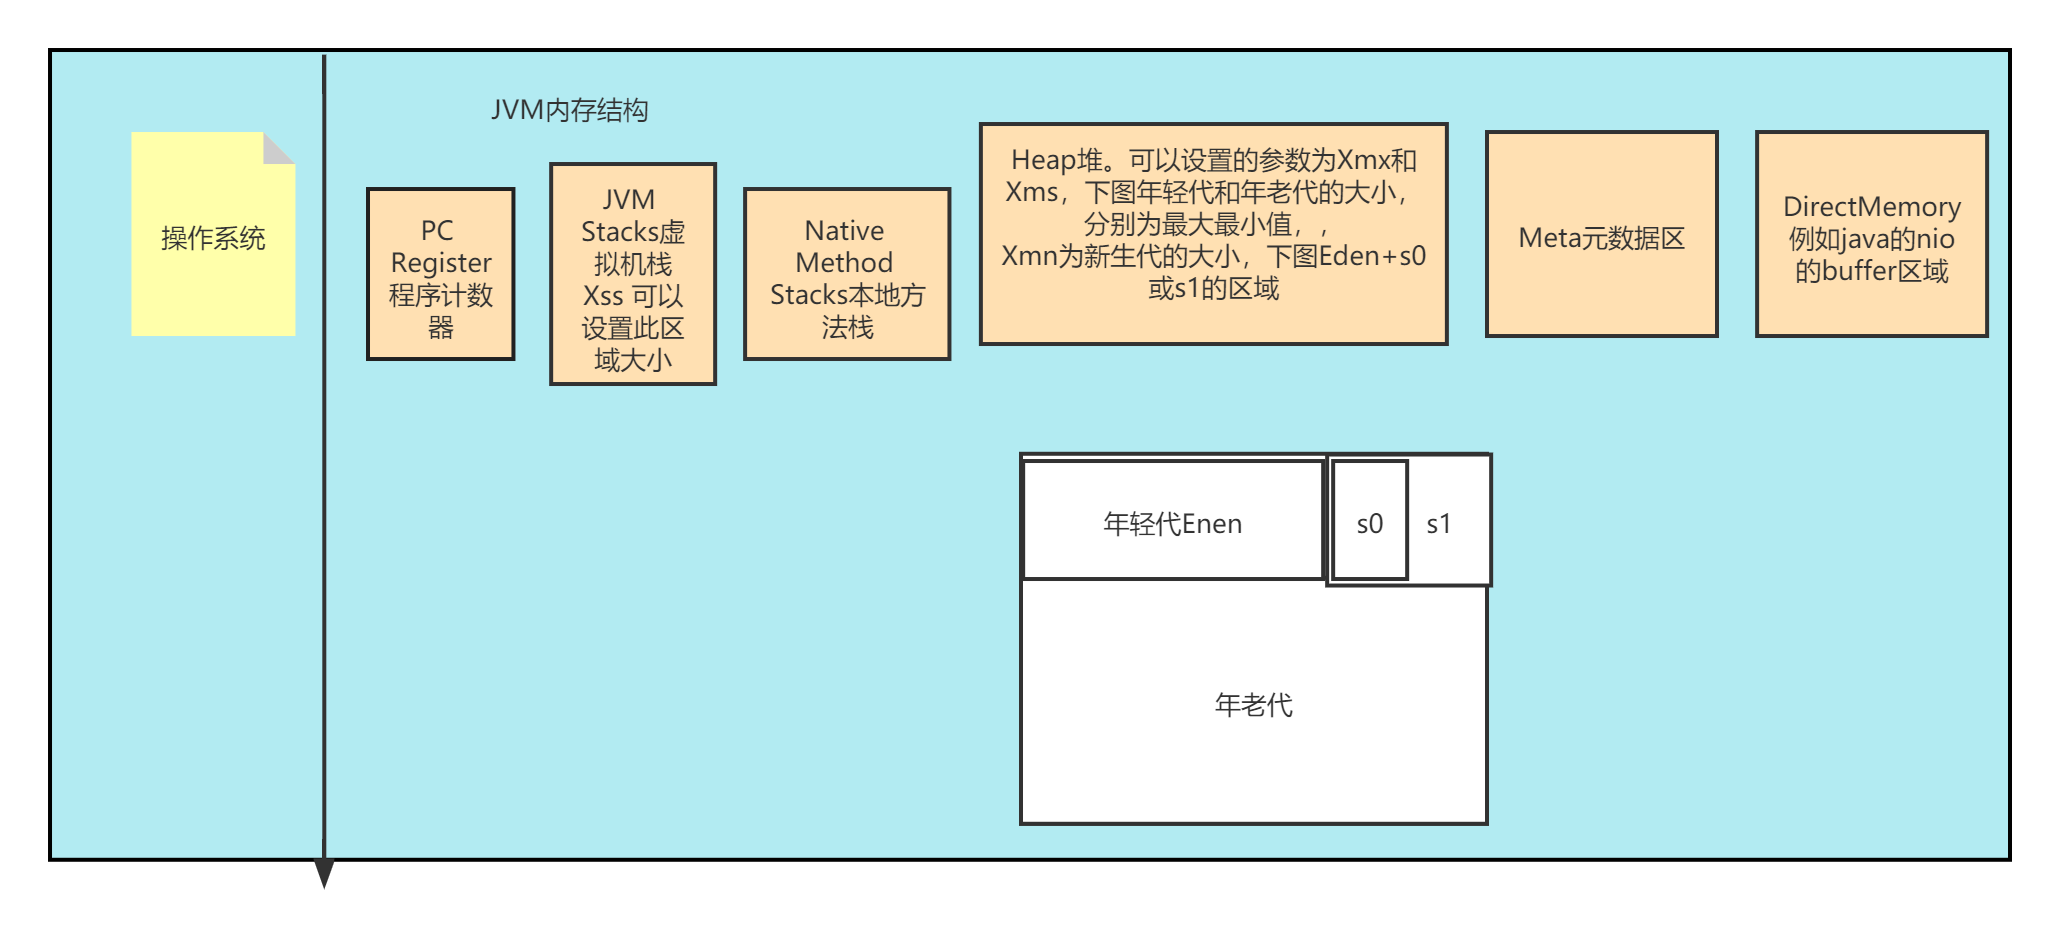 JVM内存结构
操作系统
PC
Register
程序计数
器
JVM
Stacks虚
拟机栈
Xss 可以
设置此区
域大小
Native
Method
Stacks本地方
法栈
Heap堆。可以设置的参数为Xmx和
Xms，下图年轻代和年老代的大小，
分别为最大最小值，，
Xmn为新生代的大小，下图Eden+s0
或s1的区域
Meta元数据区
DirectMemory
例如java的nio
的buffer区域
年轻代Enen
s0
s1
年老代